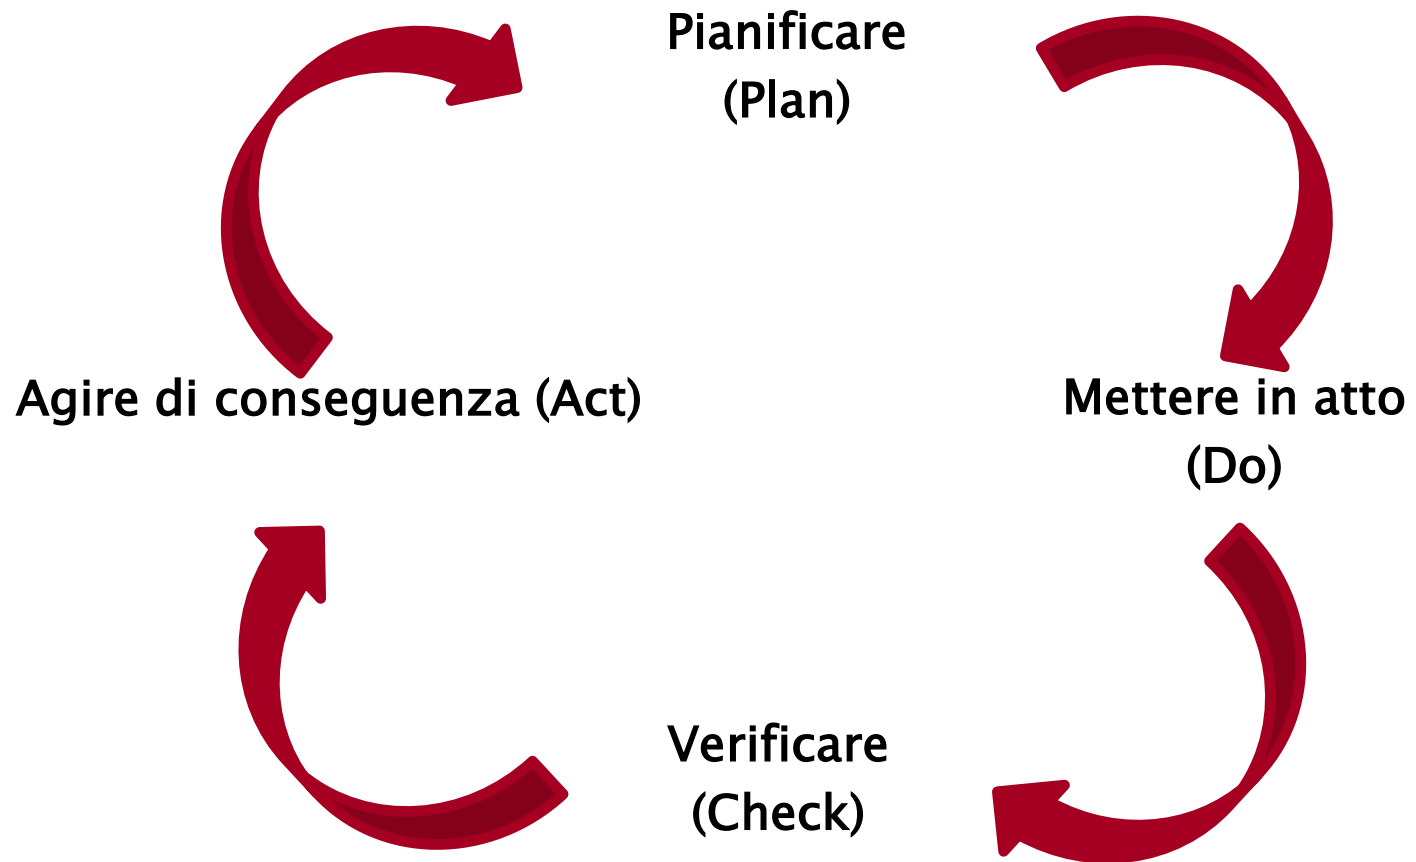 Pianificare
(Plan)
Agire di conseguenza (Act)
Mettere in atto
(Do)
Verificare
(Check)